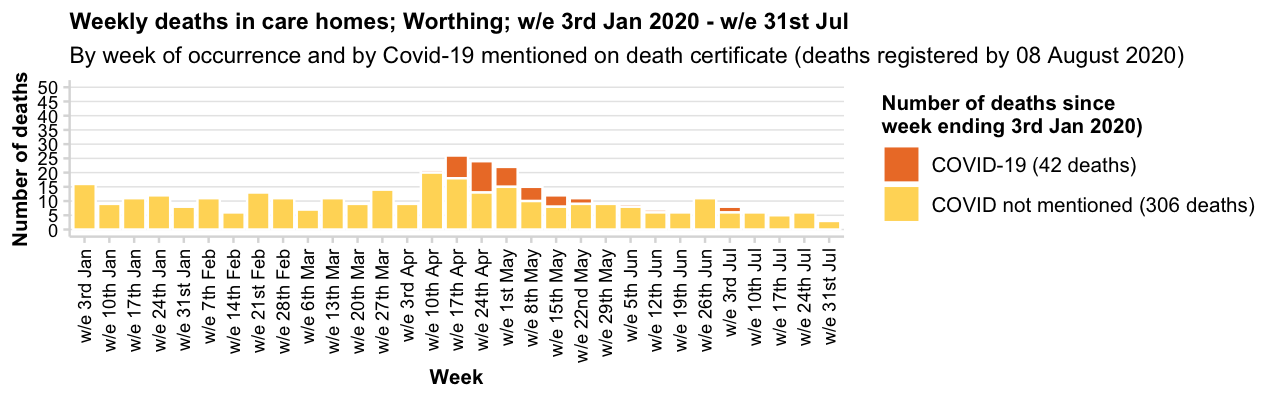 Weekly deaths in care homes; Worthing; w/e 3rd Jan 2020 - w/e 31st Jul
By week of occurrence and by Covid-19 mentioned on death certificate (deaths registered by 08 August 2020)
Number of deaths
50
45
40
35
30
25
20
15
10
5
0
w/e 3rd Jan
w/e 10th Jan
w/e 17th Jan
w/e 24th Jan
w/e 31st Jan
w/e 7th Feb
w/e 14th Feb
w/e 21st Feb
w/e 28th Feb
w/e 6th Mar
w/e 13th Mar
w/e 20th Mar
w/e 27th Mar
w/e 3rd Apr
w/e 10th Apr
w/e 17th Apr
w/e 24th Apr
w/e 1st May
w/e 8th May
w/e 15th May
w/e 22nd May
w/e 29th May
w/e 5th Jun
w/e 12th Jun
w/e 19th Jun
w/e 26th Jun
w/e 3rd Jul
w/e 10th Jul
w/e 17th Jul
w/e 24th Jul
w/e 31st Jul
Week
Number of deaths since
week ending 3rd Jan 2020)
COVID-19 (42 deaths)
COVID not mentioned (306 deaths)